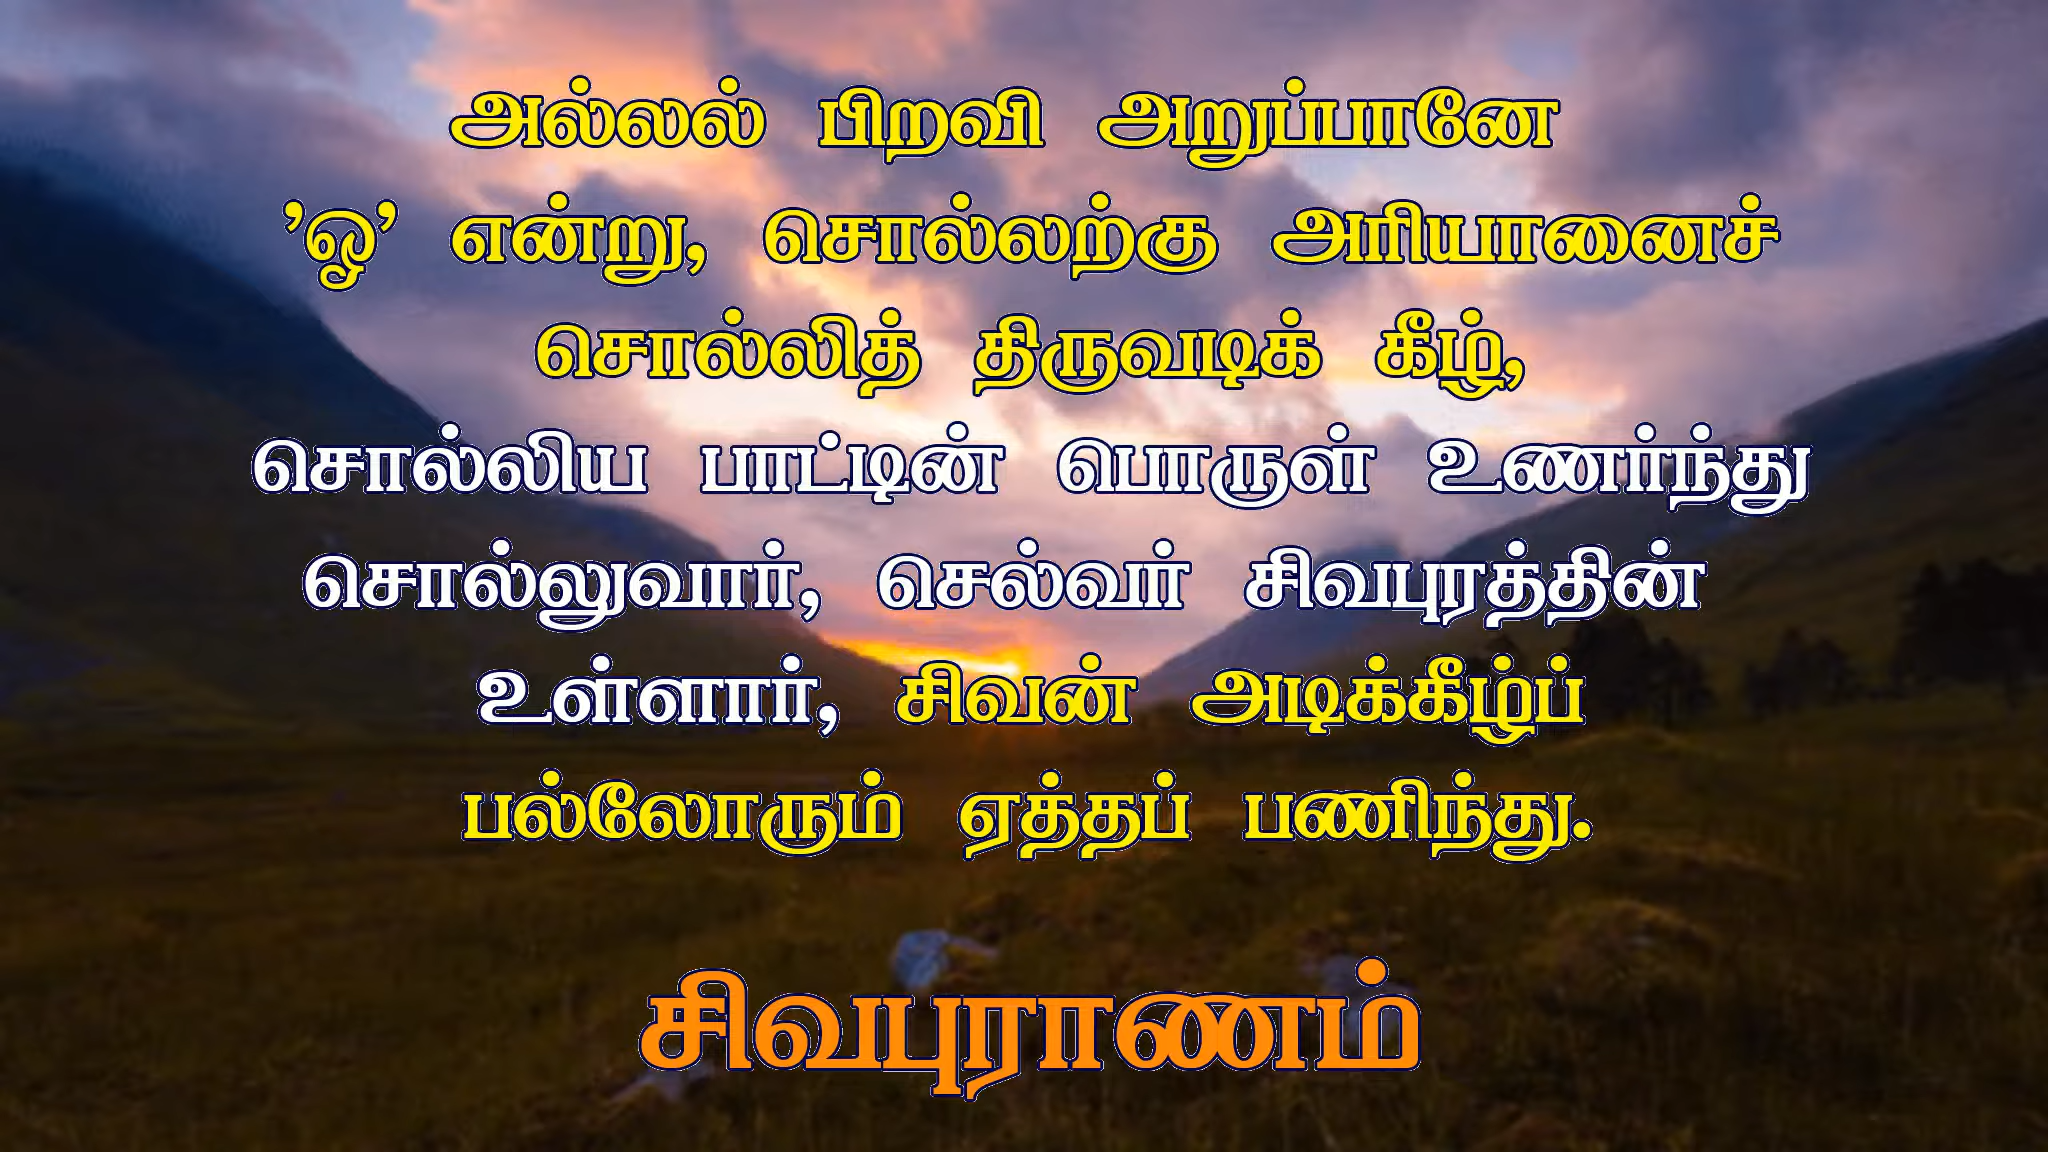 அல்லல் பிறவி அறுப்பானே
'ஓ' என்று, சொல்லற்கு அரியானைச்
சொல்லித் திருவடிக் கீழ்,
சொல்லிய பாட்டின் பொருள் உணர்ந்து
சொல்லுவார், செல்வர் சிவபுரத்தின்
உள்ளார், சிவன் அடிக்கீழ்ப்
பல்லோரும் ஏத்தப் பணிந்து.
சிவபுராணம்